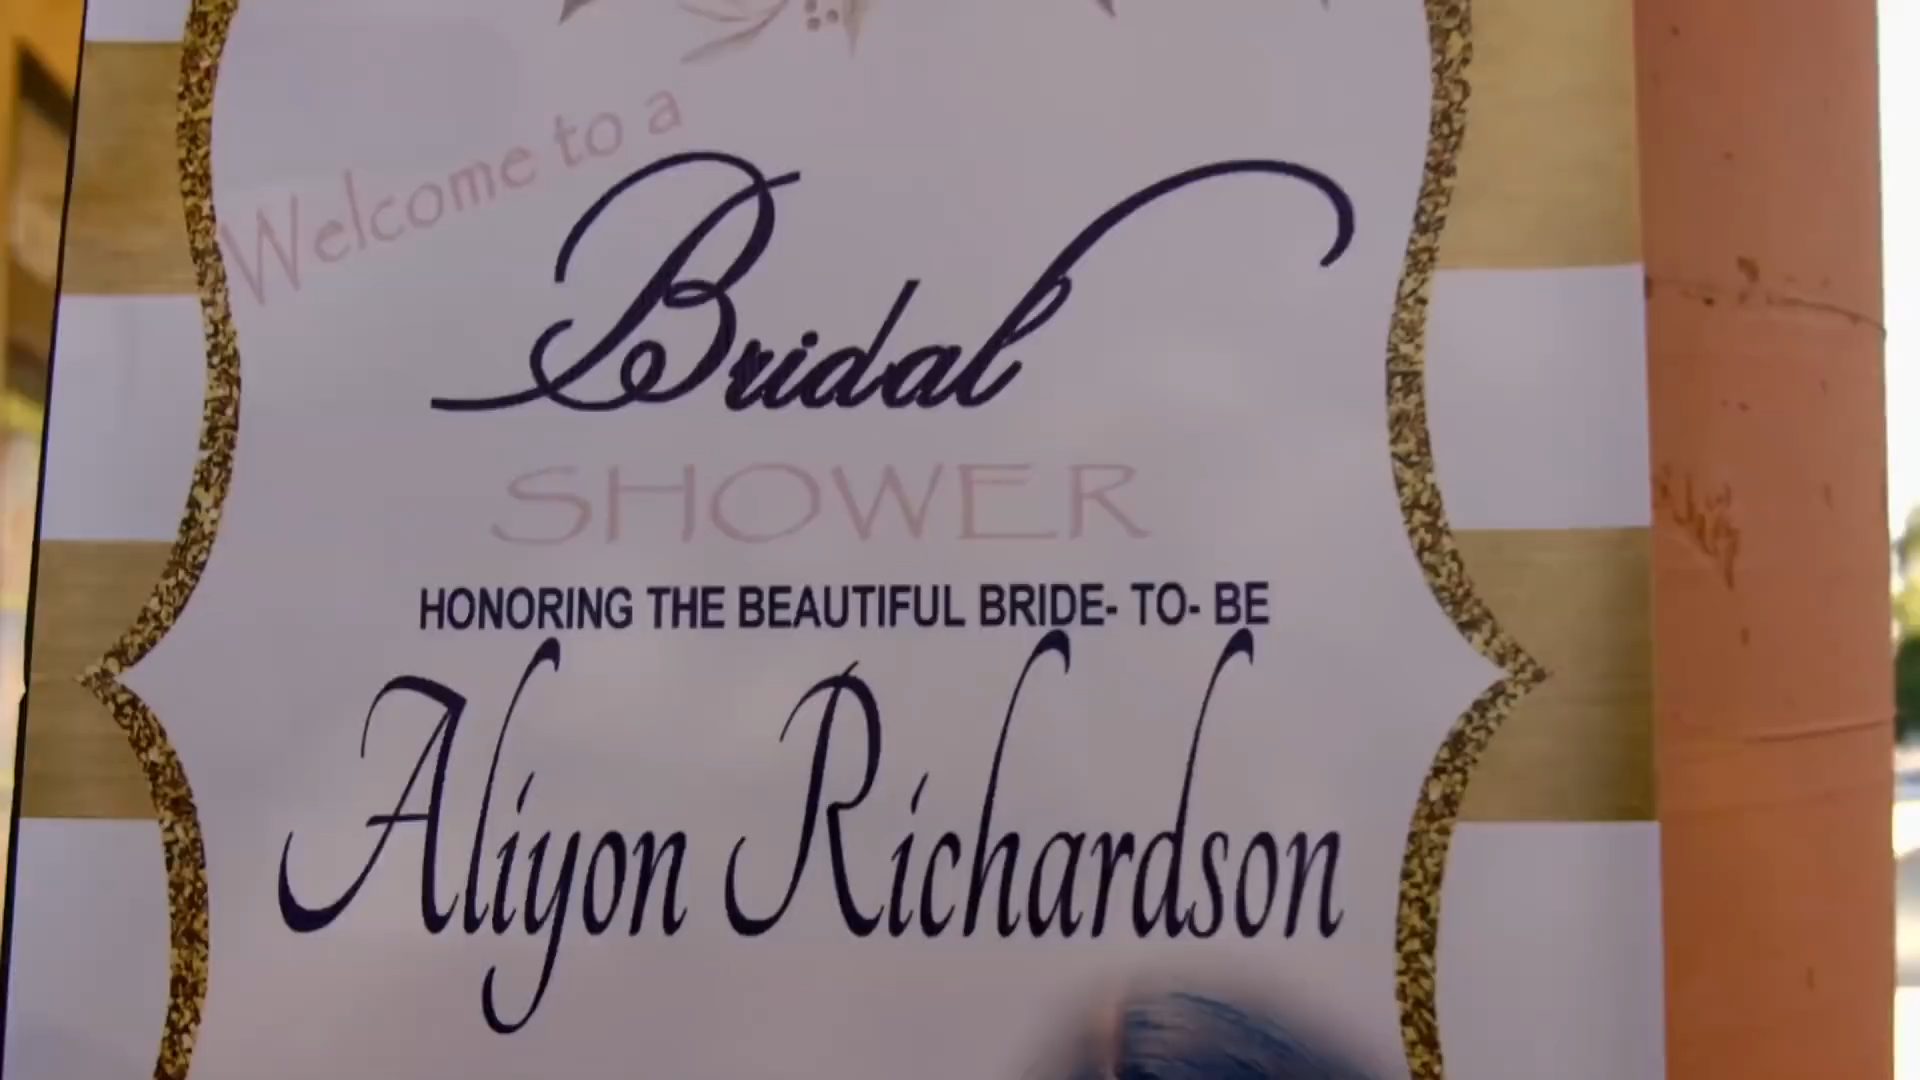 Welcome to a
Bridal
SHOWER
HONORING THE BEAUTIFUL BRIDE- TO- BE
Aliyon Richardson